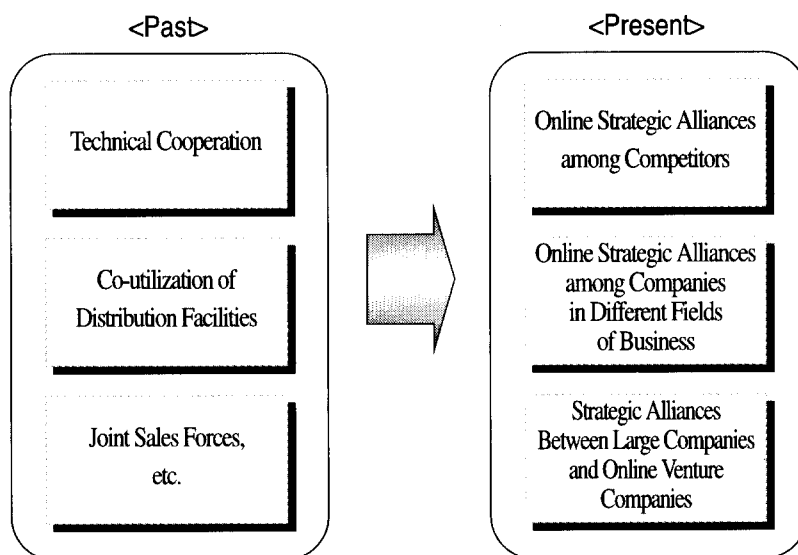 <Past>
Technical Cooperation
Co-utilization of
Distribution Facilities
Joint Sales Forces,
etc.
<Present>
Online Strategic Alliances
among Competitors
Online Strategic Alliances
among Companies
in Different Fields
of Business
Strategic Alliances
Between Large Companies
and Online Venture
Companies